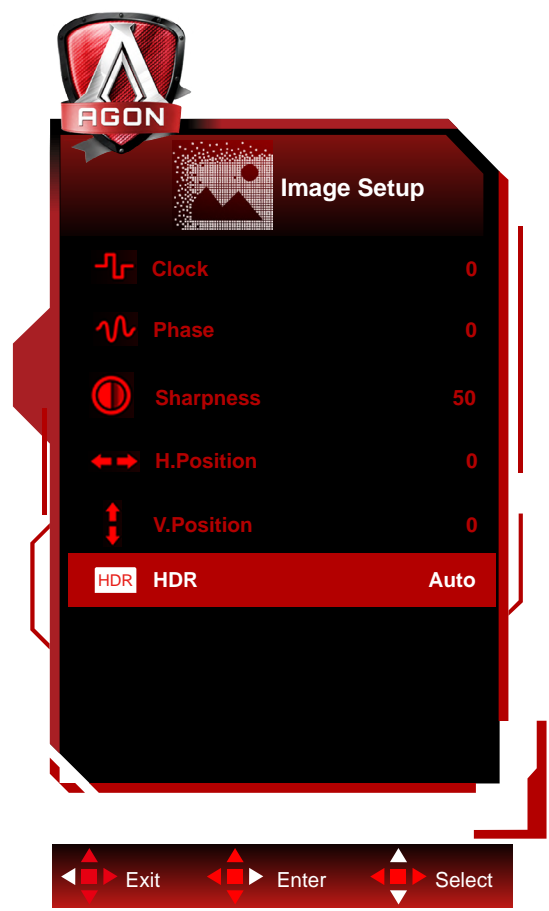 AGON
Image Setup
Clock 0
Phase 0
Sharpness 50
H.Position 0
V.Position 0
HDR HDR Auto
Exit Enter Select